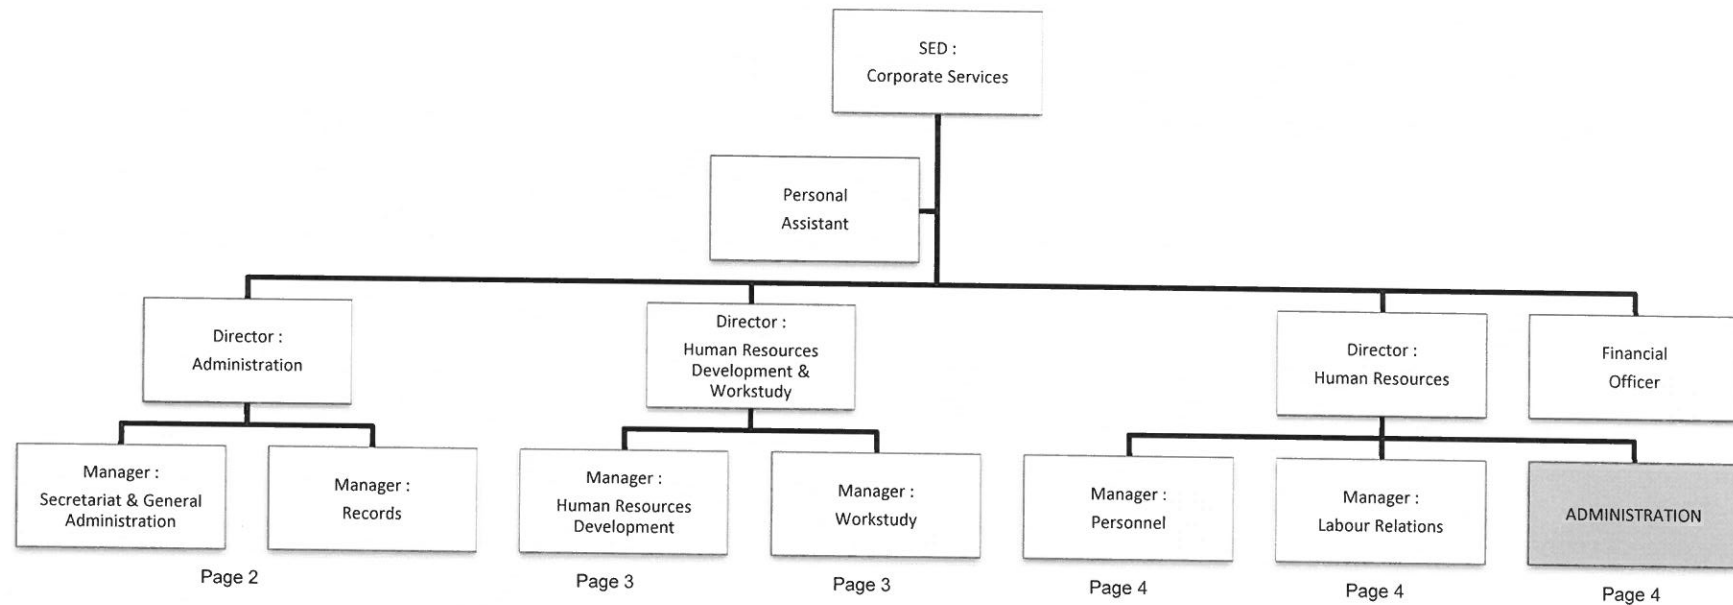 SED :
Corporate Services
Personal
Assistant
Director :
Administration
Director :
Human Resources
Development &
Workstudy
Director :
Human Resources
Financial
Officer
Manager :
Secretariat & General
Administration
Manager :
Records
Manager :
Human Resources
Development
Manager :
Workstudy
Manager :
Personnel
Manager :
Labour Relations
ADMINISTRATION
Page 2
Page 3
Page 3
Page 4
Page 4
Page 4